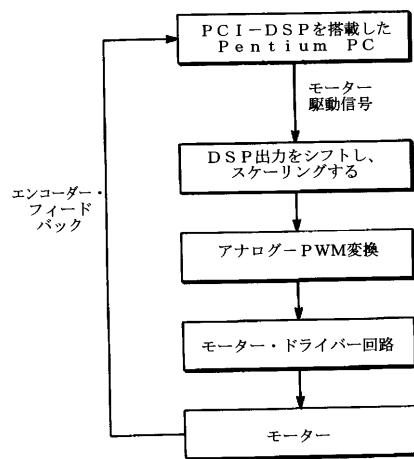 PCI-DSPを搭載した
Pentium PC
モーター
駆動信号
DSP出力をシフトし、
スケーリングする
エンコーダー・
フィード
バック
アナログ-PWM変換
モーター・ドライバー回路
モーター